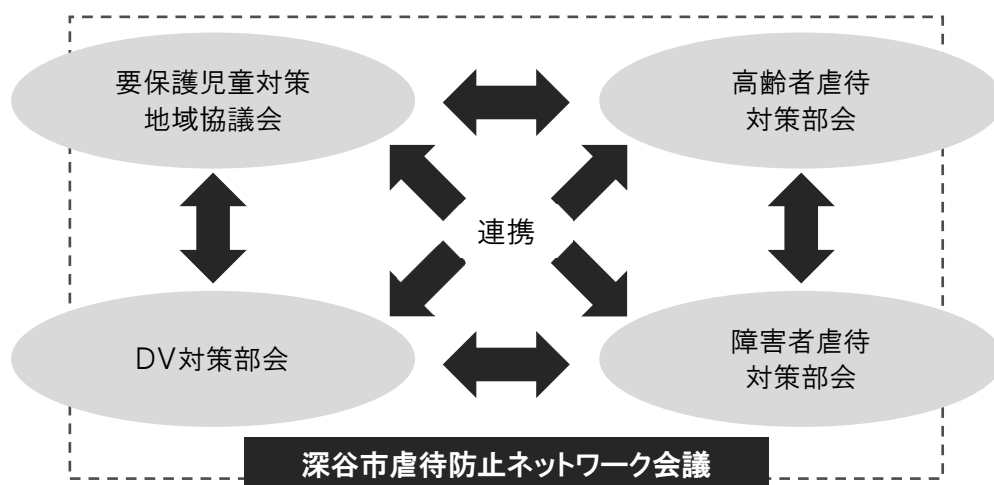 要保護児童対策
地域協議会
高齢者虐待
対策部会
連携
DV対策部会
障害者虐待
対策部会
深谷市虐待防止ネットワーク会議